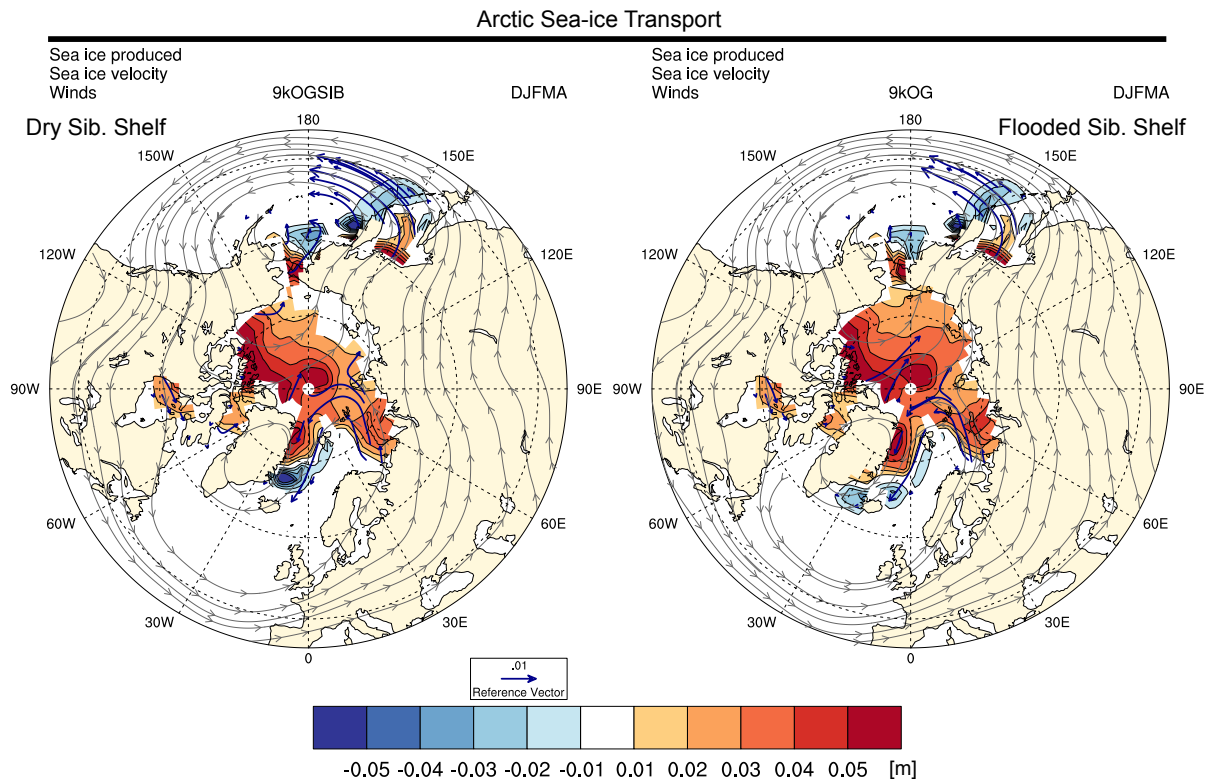 Arctic Sea-ice Transport
Sea ice produced
Sea ice velocity
Winds 9kOGSIB DJFMA
Dry Sib. Shelf
180
150W 150E
120W 120E
90W 90E
60W 60E
30W 30E
0
Sea ice produced
Sea ice velocity
Winds 9kOG DJFMA
Flooded Sib. Shelf
180
150W 150E
120W 120E
90W 90E
60W 60E
30W 30E
0
.01
Reference Vector
-0.05 -0.04 -0.03 -0.02 -0.01 0.01 0.02 0.03 0.04 0.05 [m]